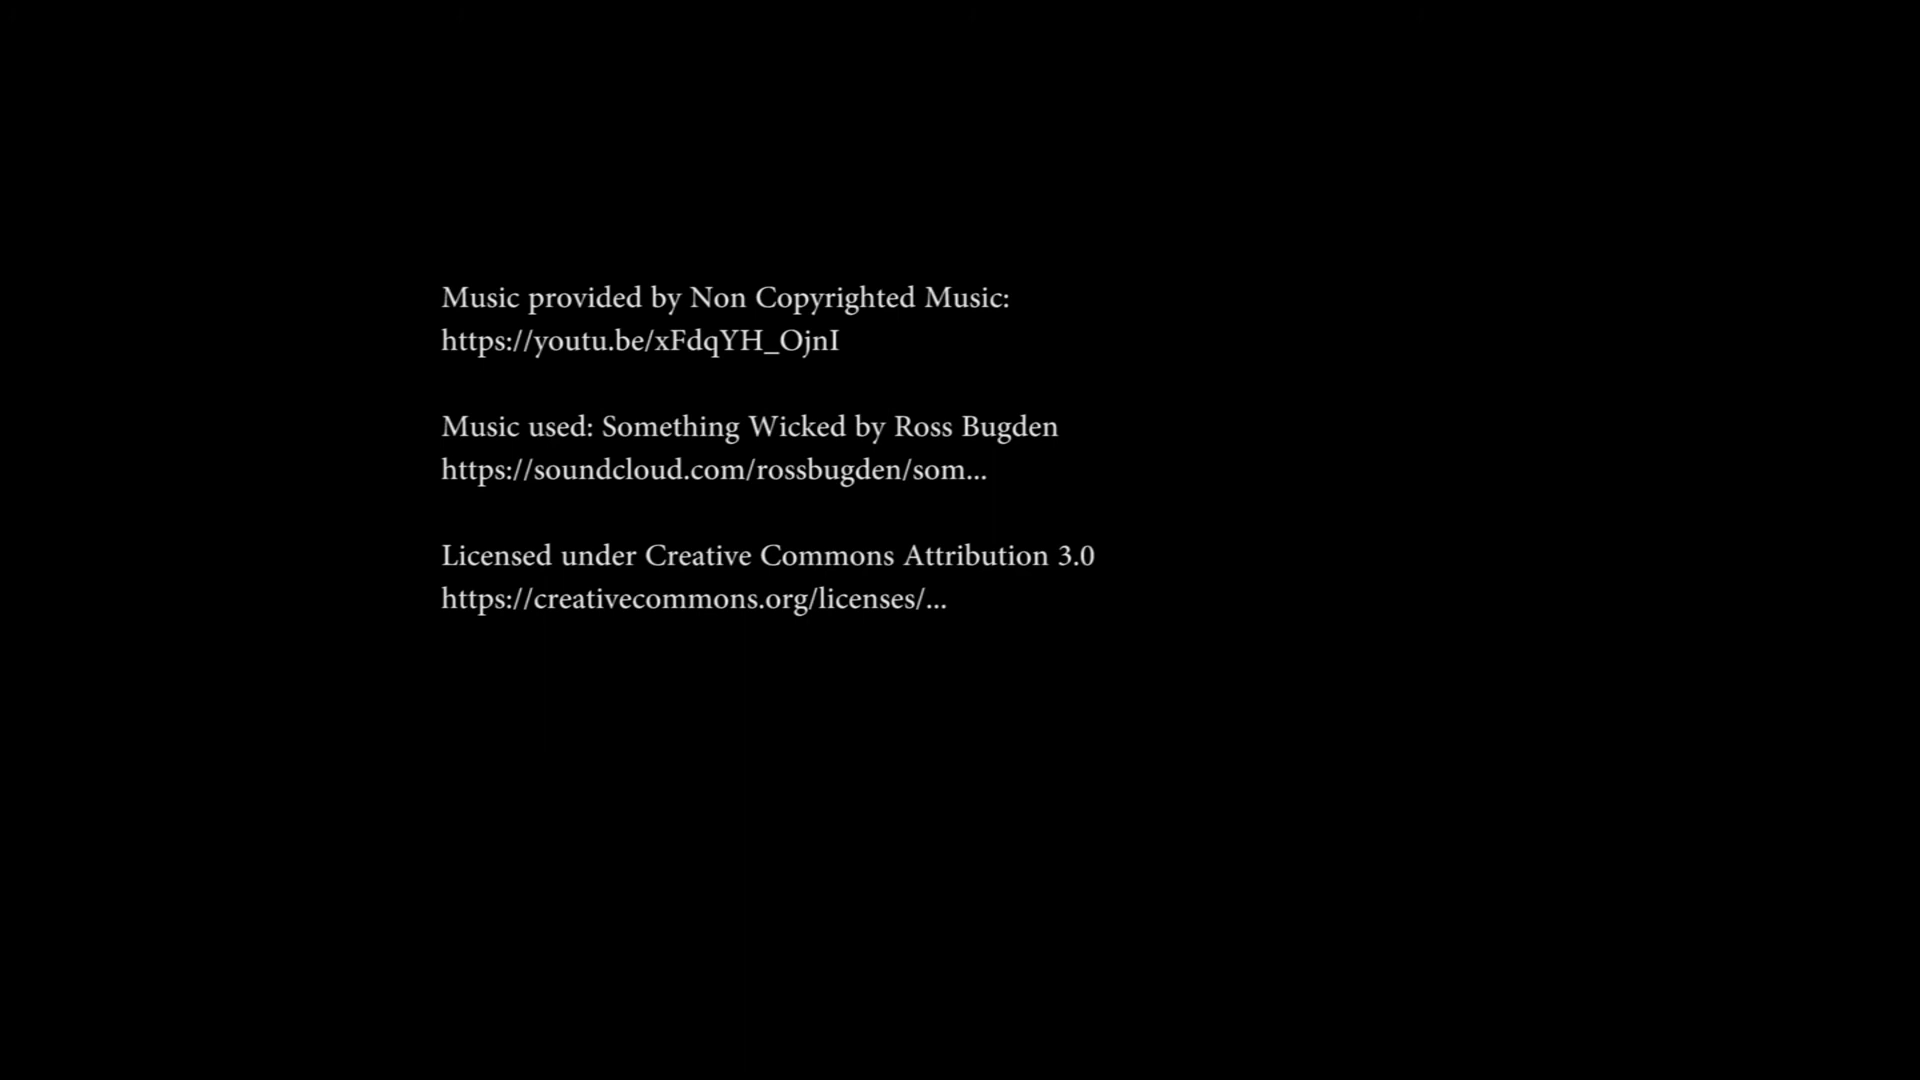 Music provided by Non Copyrighted Music:
https://youtu.be/xFdqYH_OjnI
Music used: Something Wicked by Ross Bugden
https://soundcloud.com/rossbugden/som...
Licensed under Creative Commons Attribution 3.0
https://creativecommons.org/licenses/...